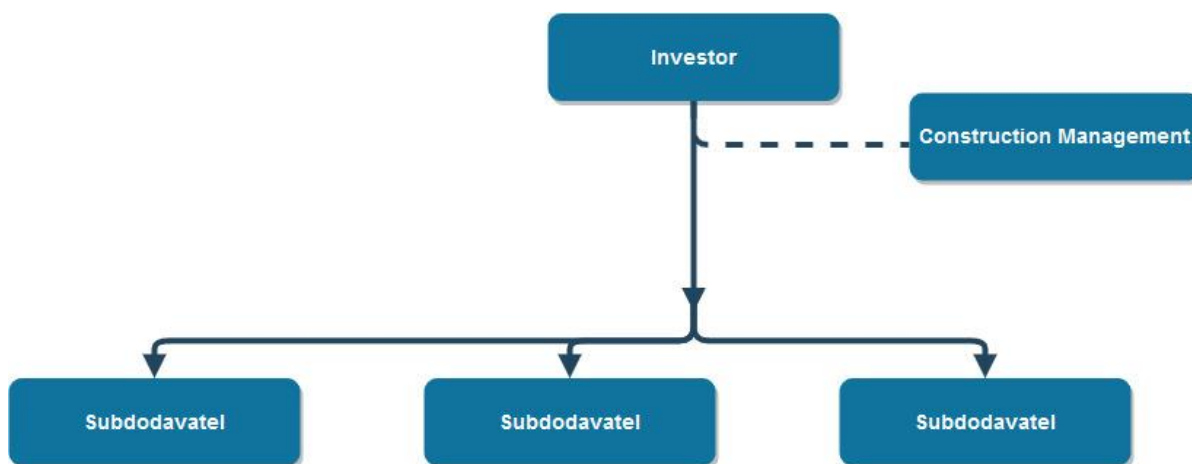 Investor
Construction Management
Subdodavatel
Subdodavatel
Subdodavatel